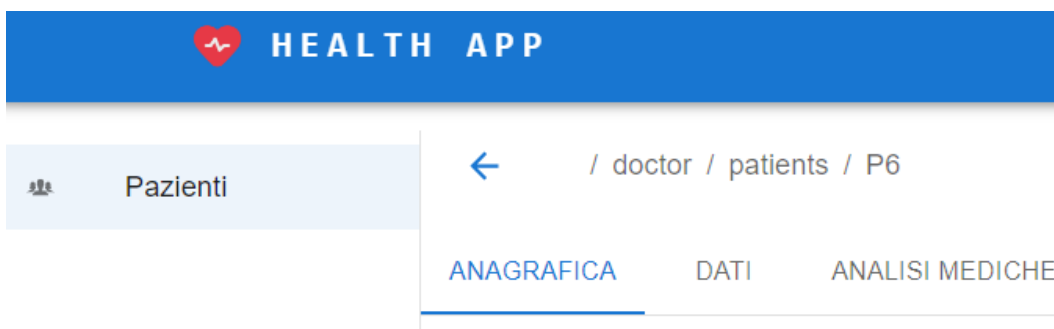 HEALTH APP
Pazienti
/ doctor / patients / P6
ANAGRAFICA DATI ANALISI MEDICHE